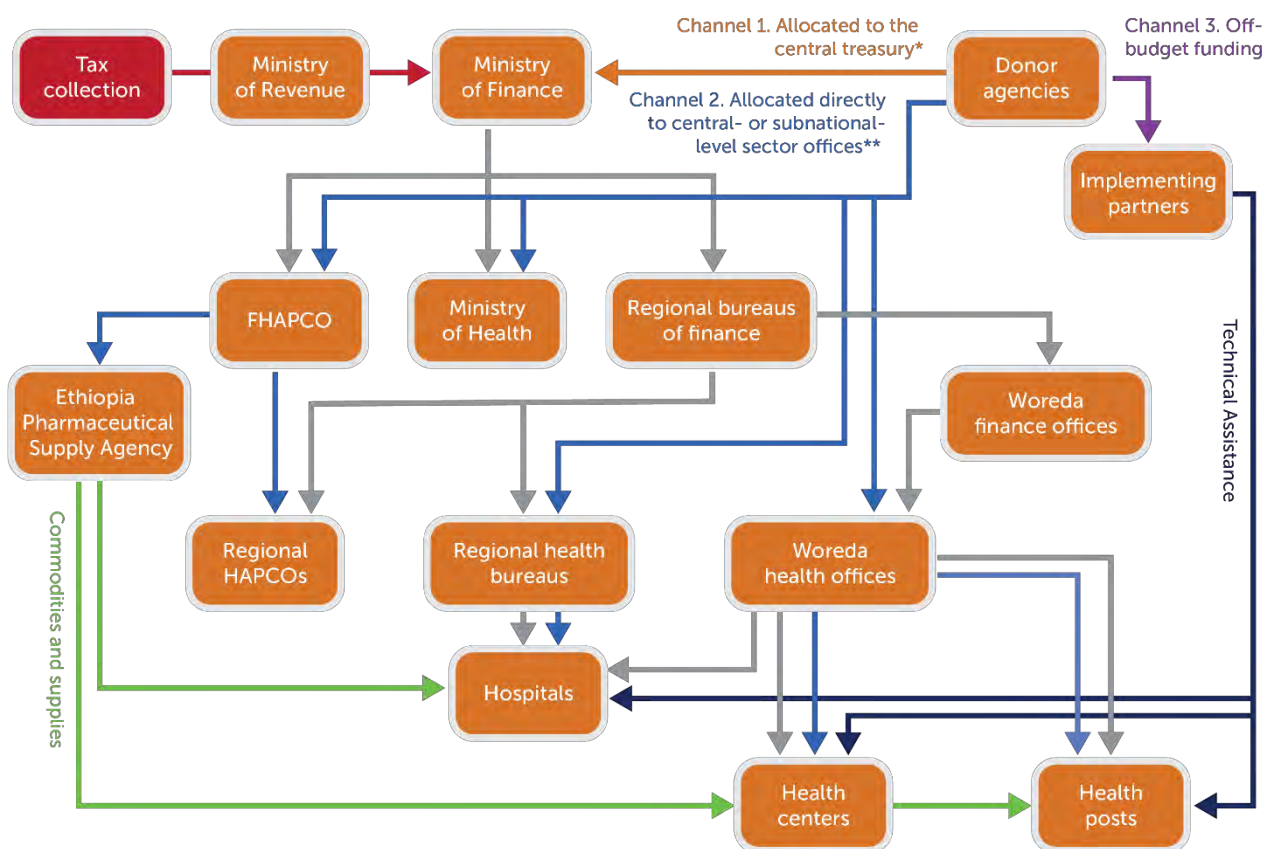 Channel 1. Allocated to the
central treasury*
Channel 3. Off-
budget funding
Tax
collection
Ministry
of Revenue
Ministry
of Finance
Donor
agencies
Channel 2. Allocated directly
to central- or subnational-
level sector offices**
Implementing
partners
FHAPCO
Ministry
of Health
Regional bureaus
of finance
Technical Assistance
Ethiopia
Pharmaceutical
Supply Agency
Woreda
finance offices
Commodities and supplies
Regional
HAPCOs
Regional health
bureaus
Woreda
health offices
Hospitals
Health
centers
Health
posts